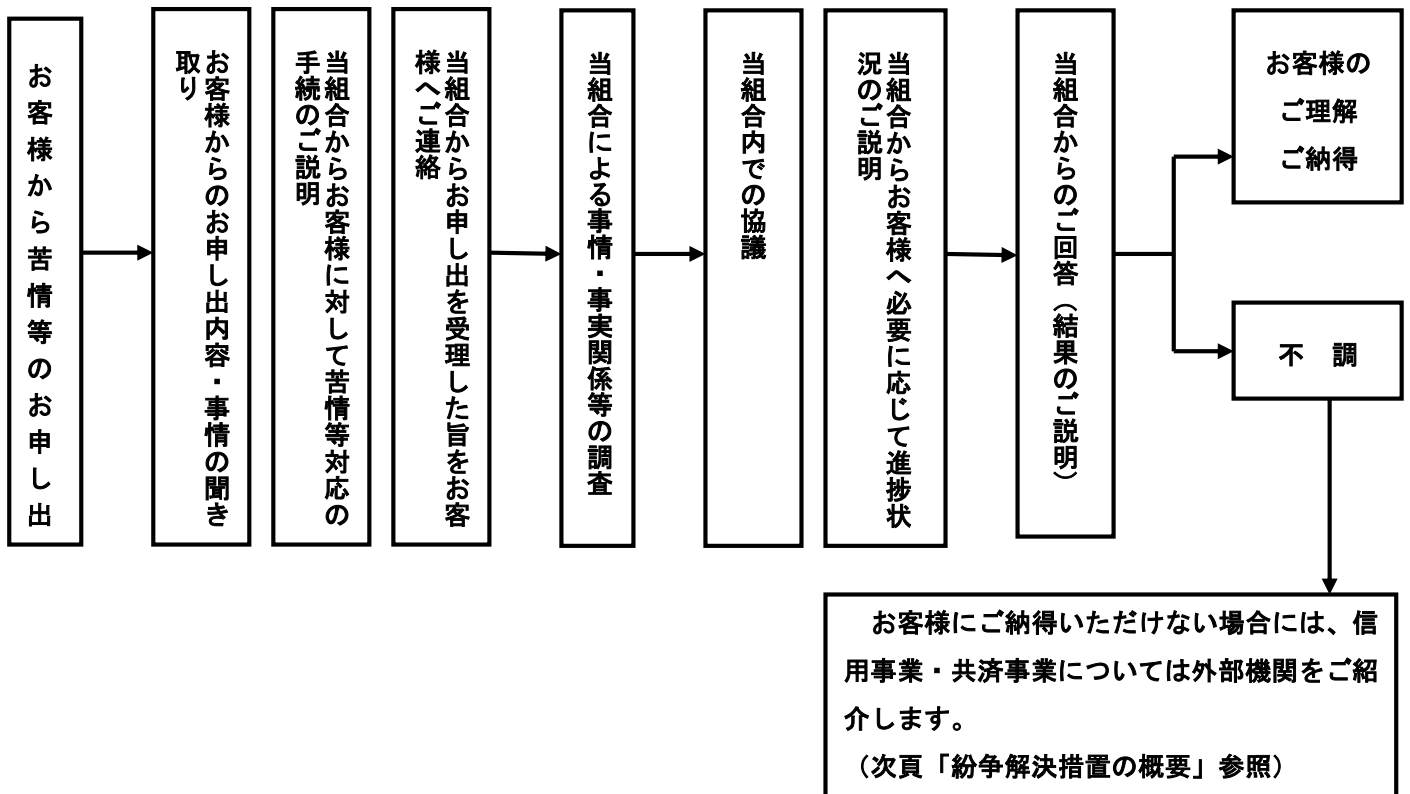 お客様から苦情等のお申し出
お客様からのお申し出内容・事情の聞き
取り
当組合からお客様に対して苦情等対応の
手続のご説明
当組合からお申し出を受理した旨をお客
様へご連絡
当組合による事情・事実関係等の調査
当組合内での協議
当組合からお客様へ必要に応じて進捗状
況のご説明
当組合からのご回答（結果のご説明）
お客様の
ご理解
ご納得
不　調
お客様にご納得いただけない場合には、信
用事業・共済事業については外部機関をご紹
介します。
（次頁「紛争解決措置の概要」参照）